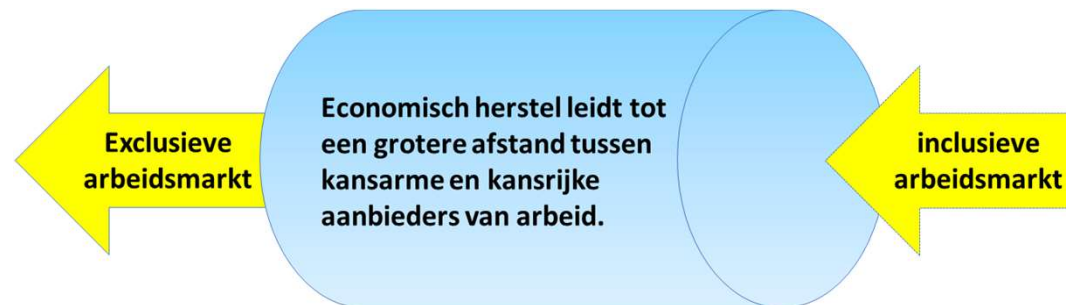 Exclusieve
arbeidsmarkt
Economisch herstel leidt tot
een grotere afstand tussen
kansarme en kansrijke
aanbieders van arbeid.
inclusieve
arbeidsmarkt